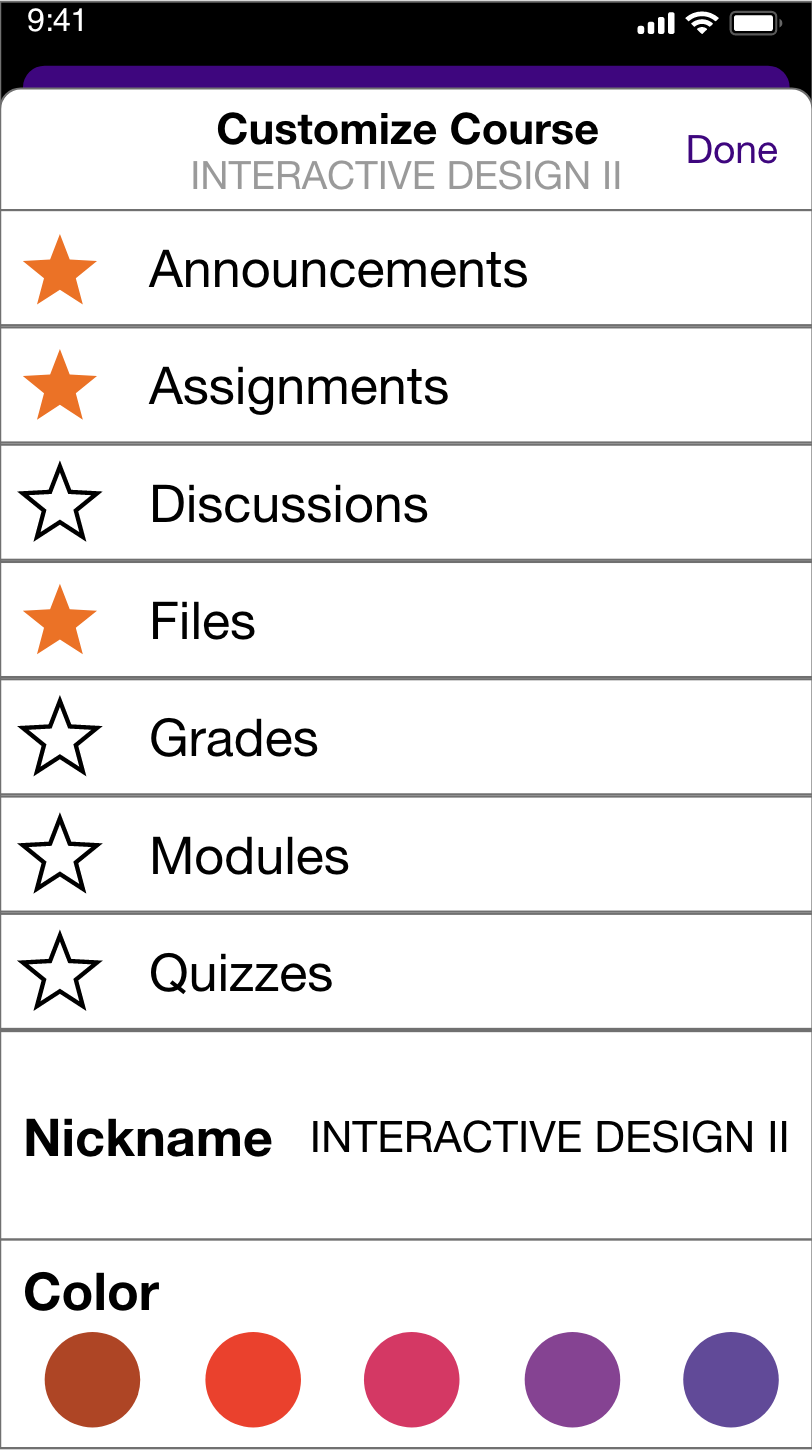 9:41
Customize Course
INTERACTIVE DESIGN II
Done
Announcements
Assignments
Discussions
Files
Grades
Modules
Quizzes
Nickname INTERACTIVE DESIGN II
Color